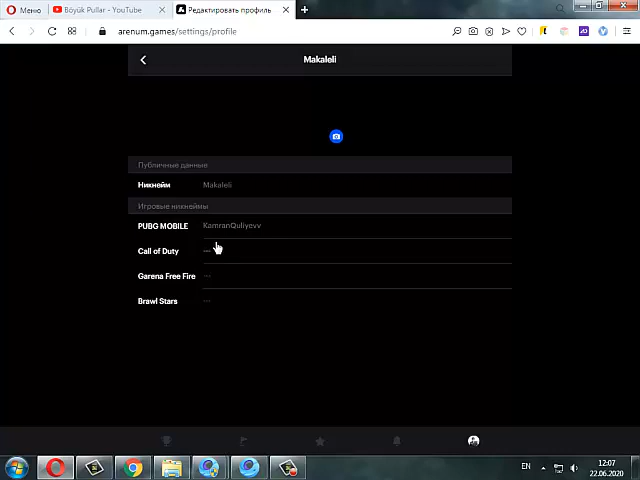 Меню
Böyük Pullar - YouTube
Редактировать профиль
arenum.games/settings/profile
Makaleli
Публичные данные
Никнейм Makaleli
Игровые никнеймы
PUBG MOBILE KamranQuliyevv
Call of Duty ---
Garena Free Fire ---
Brawl Stars ---
EN
12:07
22.06.2020